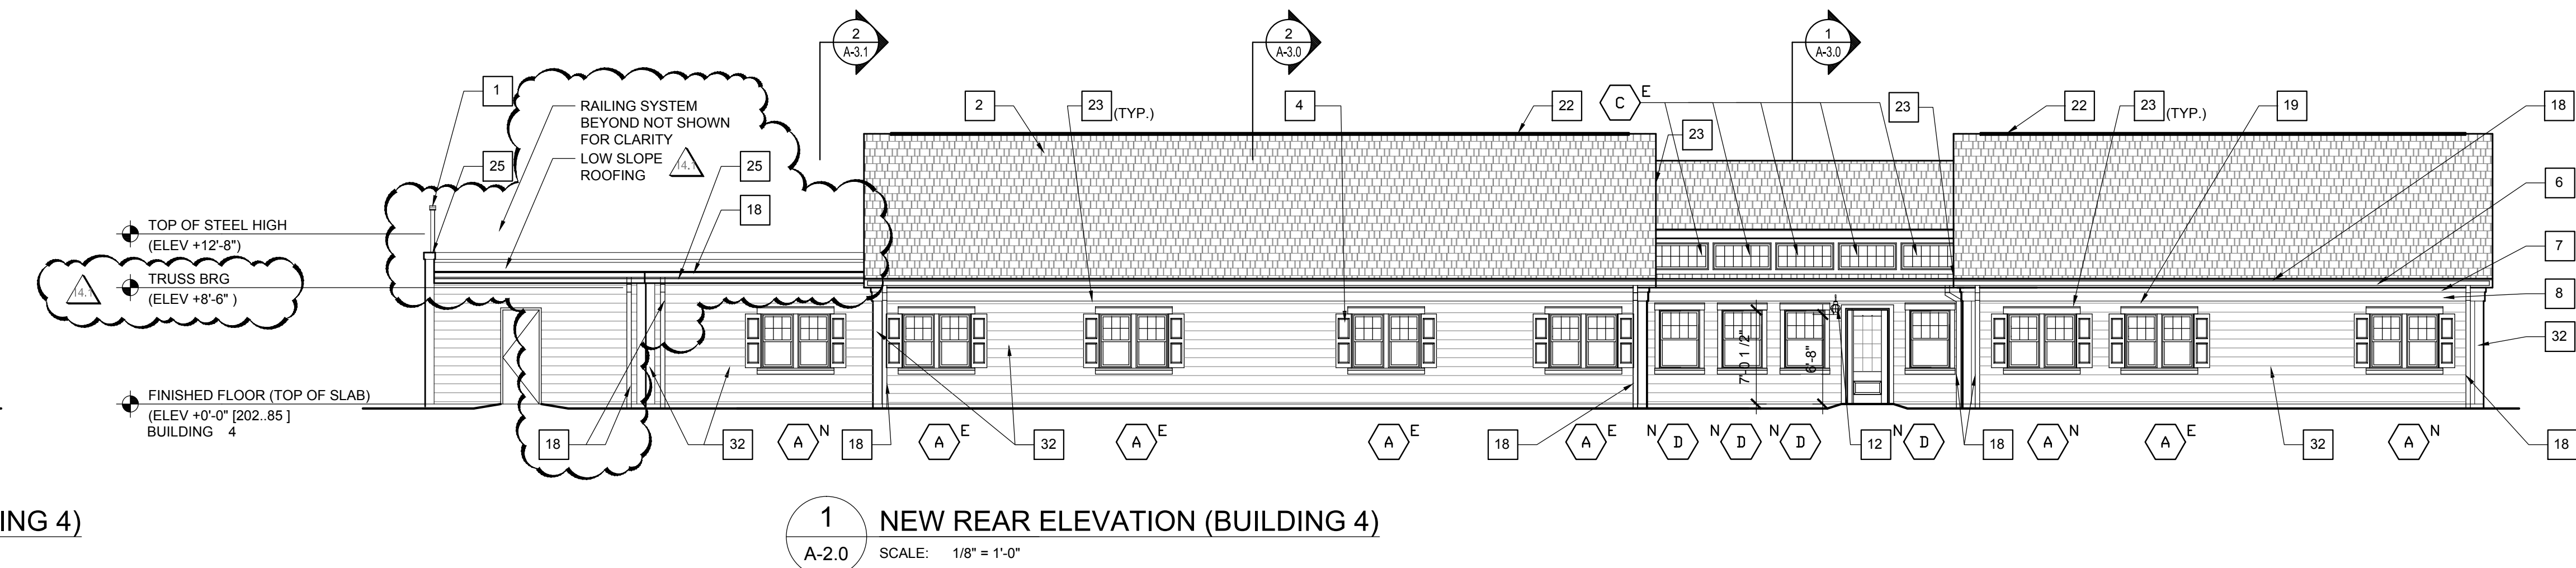 2
A-3.1
2
A-3.0
1
A-3.0
1
RAILING SYSTEM
BEYOND NOT SHOWN
FOR CLARITY
LOW SLOPE
ROOFING
14.1
25
25
18
2
23 (TYP.)
4
22
C E
23
23
22
23 (TYP.)
19
18
6
7
8
32
TOP OF STEEL HIGH
(ELEV +12'-8")
14.1
TRUSS BRG
(ELEV +8'-6" )
FINISHED FLOOR (TOP OF SLAB)
(ELEV +0'-0" [202..85 ]
BUILDING 4
7'-0 1/2"
6'-8"
18
32
A N
18
A E
32
A E
A E
18
A E
N D
N D
N D
12
N D
18
A N
A E
32
A N
18
ING 4)
1
A-2.0
NEW REAR ELEVATION (BUILDING 4)
SCALE: 1/8" = 1'-0"